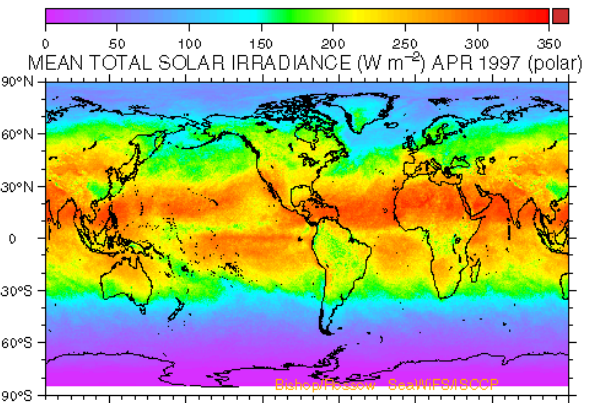 0 50 100 150 200 250 300 350
MEAN TOTAL SOLAR IRRADIANCE (W m⁻²) APR 1997 (polar)
90°N
60°N
30°N
0
30°S
60°S
90°S
Bishop/Rossow SeaWiFS/ISCCP